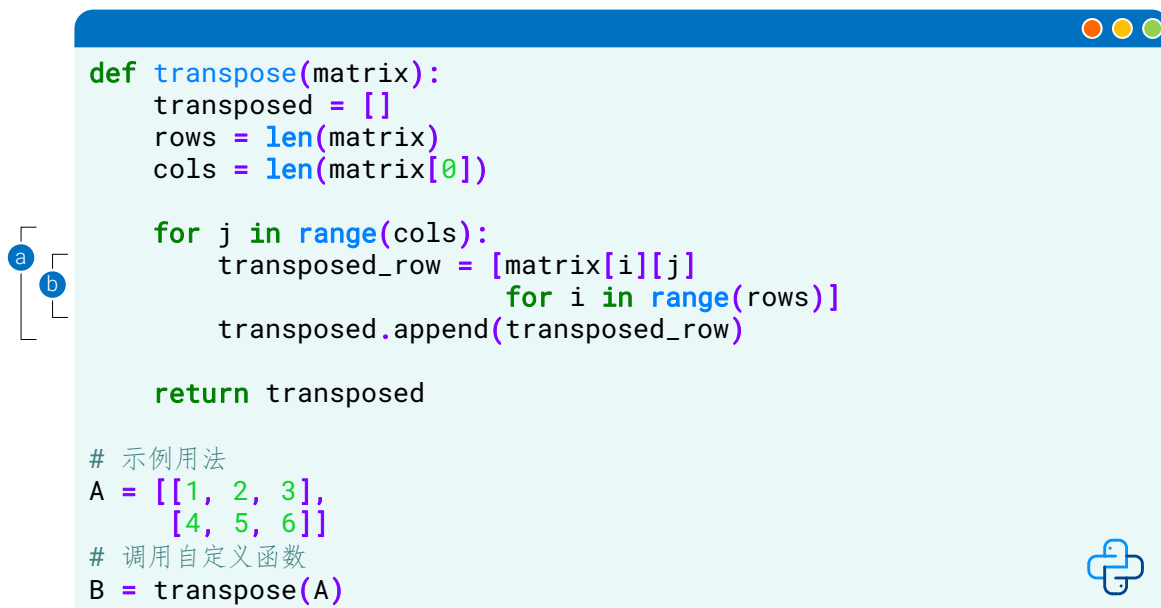 def transpose(matrix):
    transposed = []
    rows = len(matrix)
    cols = len(matrix[0])
    for j in range(cols):
a
        transposed_row = [matrix[i][j]
b
                          for i in range(rows)]
        transposed.append(transposed_row)
    return transposed
# 示例用法
A = [[1, 2, 3],
     [4, 5, 6]]
# 调用自定义函数
B = transpose(A)